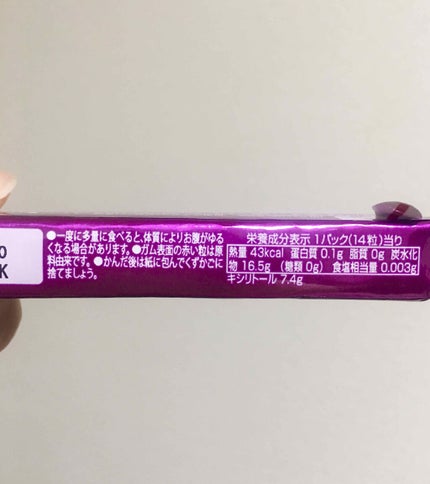 O
K
●一度に多量に食べると、体質によりお腹がゆる
くなる場合があります。●ガム表面の赤い粒は原
料由来です。●かんだ後は紙に包んでくずかごに
捨てましょう。
栄養成分表示 1パック(14粒)当り
熱量 43kcal 蛋白質 0.1g 脂質 0g 炭水化
物 16.5g (糖類 0g) 食塩相当量 0.003g
キシリトール 7.4g